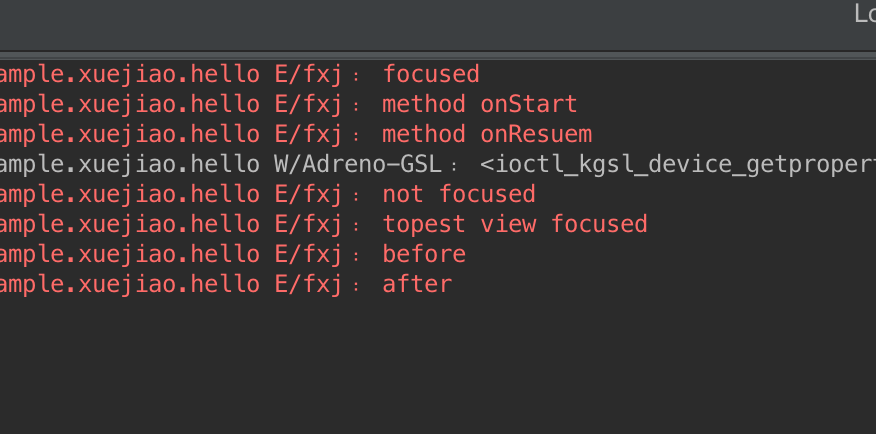 Lo
ample.xuejiao.hello E/fxj: focused
ample.xuejiao.hello E/fxj: method onStart
ample.xuejiao.hello E/fxj: method onResuem
ample.xuejiao.hello W/Adreno-GSL: <ioctl_kgsl_device_getpropert
ample.xuejiao.hello E/fxj: not focused
ample.xuejiao.hello E/fxj: topest view focused
ample.xuejiao.hello E/fxj: before
ample.xuejiao.hello E/fxj: after